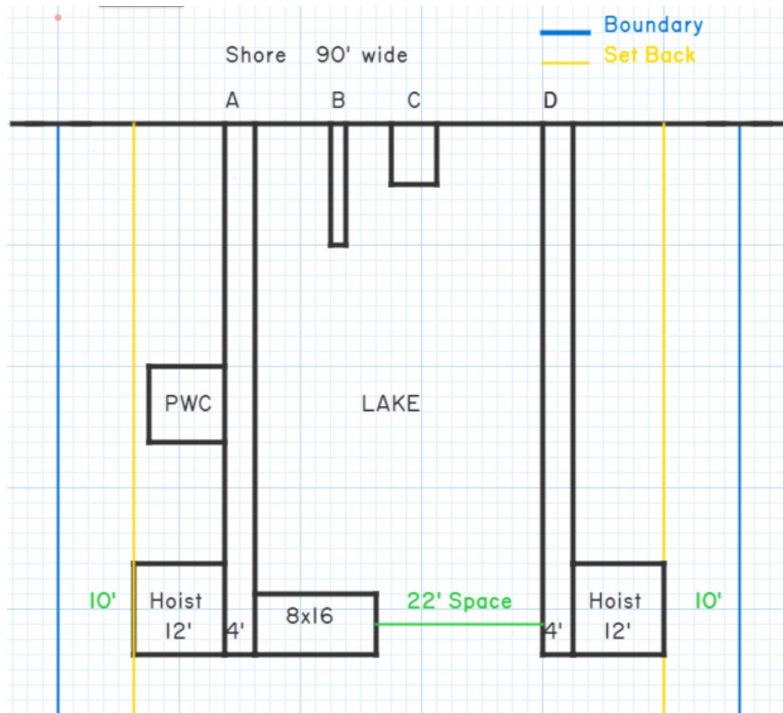 Boundary
Set Back
Shore 90' wide
A B C D
PWC
LAKE
10' Hoist 8x16 22' Space Hoist 10'
12' 4' 4' 12'